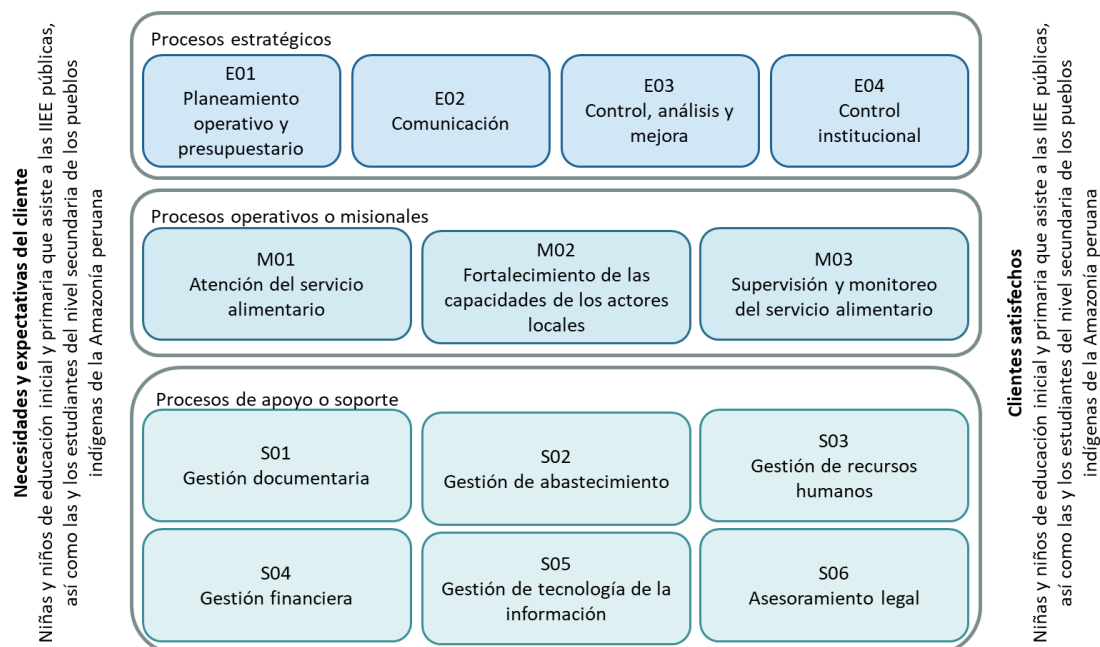 Necesidades y expectativas del cliente
Niñas y niños de educación inicial y primaria que asiste a las IIEE públicas,
así como las y los estudiantes del nivel secundaria de los pueblos
indígenas de la Amazonía peruana
Procesos estratégicos
E01
Planeamiento
operativo y
presupuestario
E02
Comunicación
E03
Control, análisis y
mejora
E04
Control
institucional
Procesos operativos o misionales
M01
Atención del servicio
alimentario
M02
Fortalecimiento de las
capacidades de los actores
locales
M03
Supervisión y monitoreo
del servicio alimentario
Procesos de apoyo o soporte
S01
Gestión documentaria
S02
Gestión de abastecimiento
S03
Gestión de recursos
humanos
S04
Gestión financiera
S05
Gestión de tecnología de la
información
S06
Asesoramiento legal
Clientes satisfechos
Niñas y niños de educación inicial y primaria que asiste a las IIEE públicas,
así como las y los estudiantes del nivel secundaria de los pueblos
indígenas de la Amazonía peruana